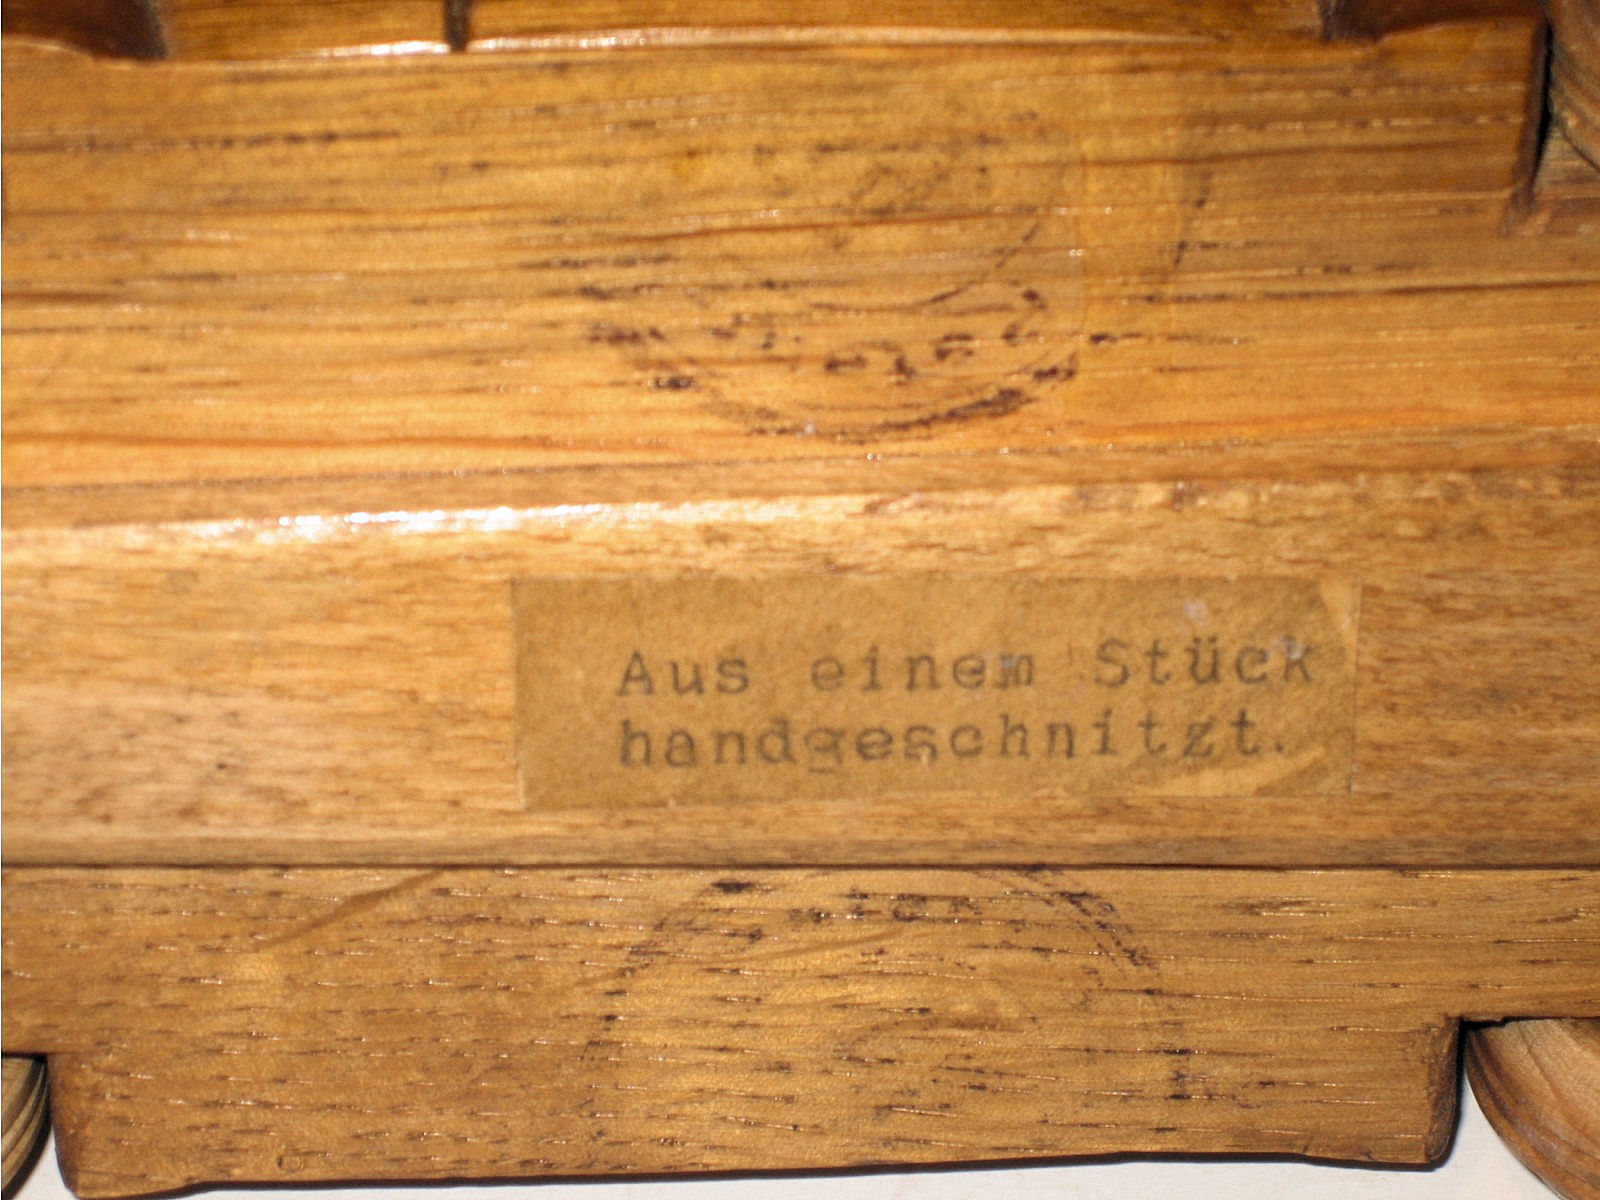 Aus einem Stück
handgeschnitzt.